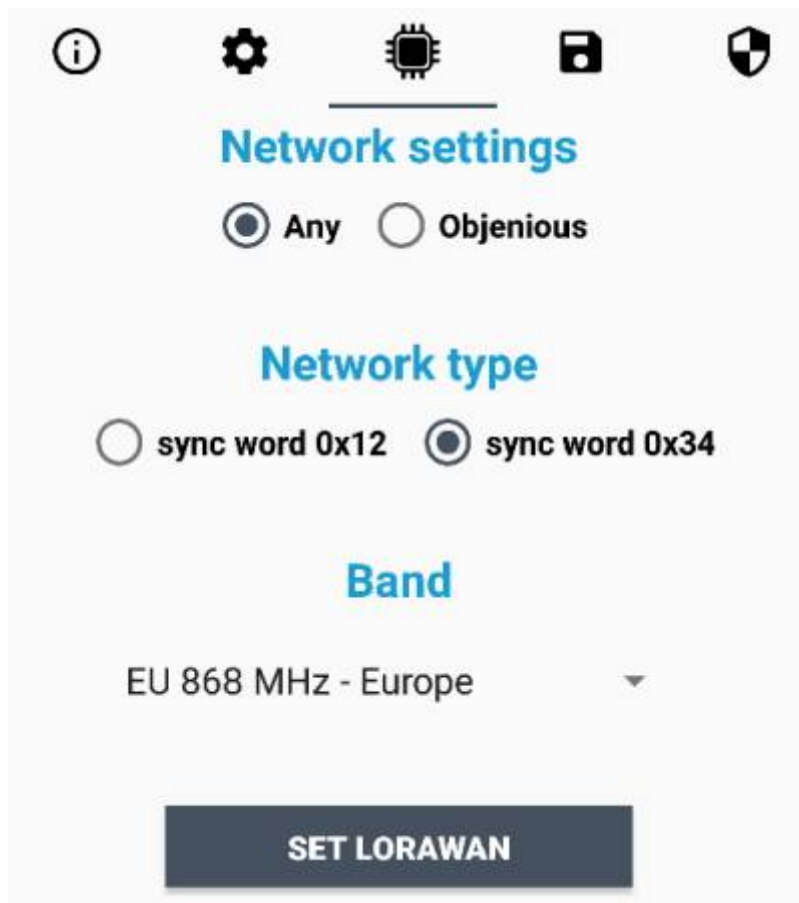 Network settings
Any Objenious
Network type
sync word 0x12 sync word 0x34
Band
EU 868 MHz - Europe
SET LORAWAN